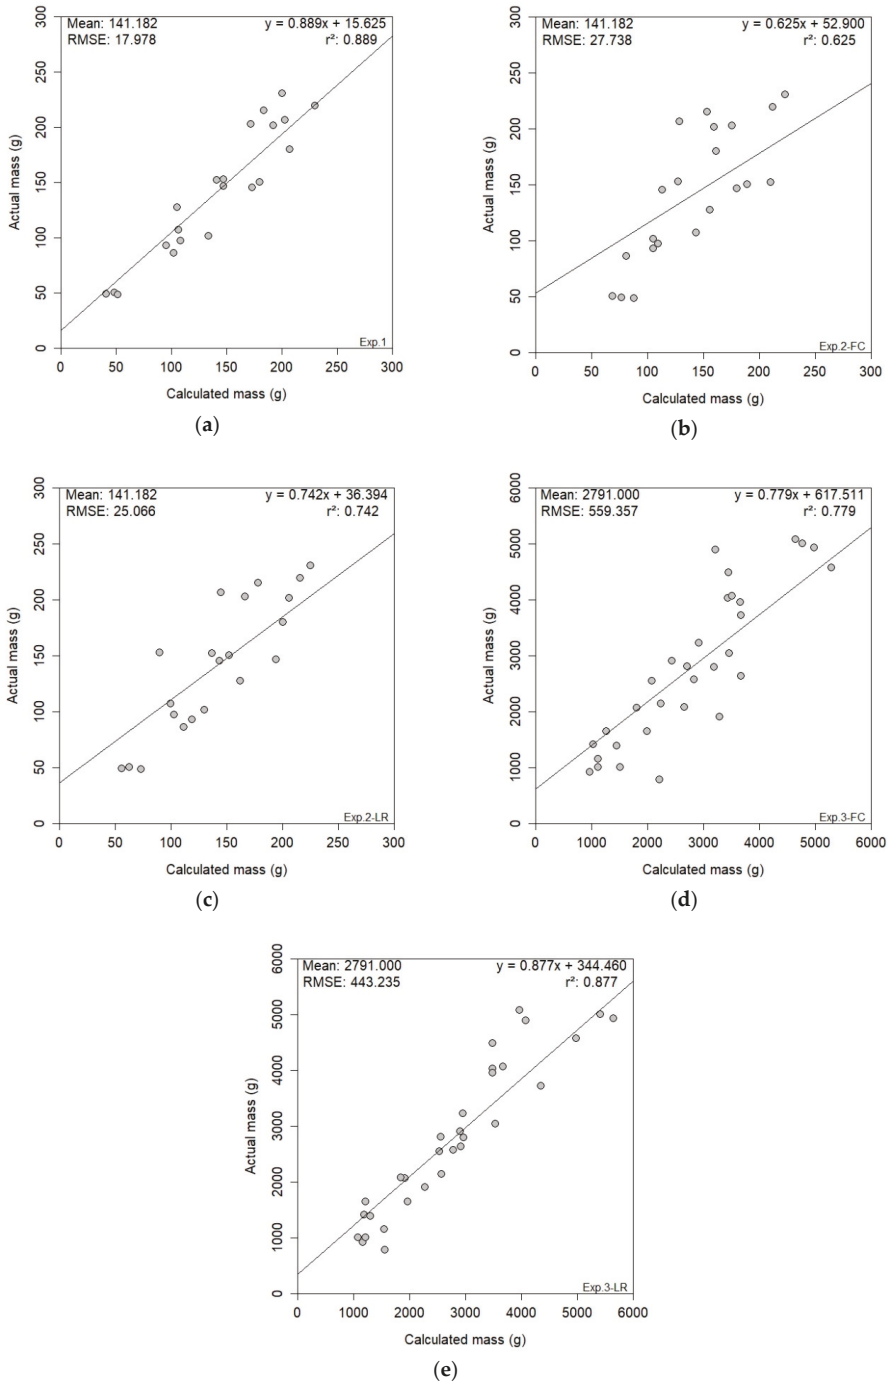 Mean: 141.182 y = 0.889x + 15.625
RMSE: 17.978 r²: 0.889
300
250
200
150
100
50
0
Actual mass (g)
Exp.1
0 50 100 150 200 250 300
Calculated mass (g)
(a)
Mean: 141.182 y = 0.625x + 52.900
RMSE: 27.738 r²: 0.625
300
250
200
150
100
50
0
Actual mass (g)
Exp.2-FC
0 50 100 150 200 250 300
Calculated mass (g)
(b)
Mean: 141.182 y = 0.742x + 36.394
RMSE: 25.066 r²: 0.742
300
250
200
150
100
50
0
Actual mass (g)
Exp.2-LR
0 50 100 150 200 250 300
Calculated mass (g)
(c)
Mean: 2791.000 y = 0.779x + 617.511
RMSE: 559.357 r²: 0.779
6000
5000
4000
3000
2000
1000
0
Actual mass (g)
Exp.3-FC
0 1000 2000 3000 4000 5000 6000
Calculated mass (g)
(d)
Mean: 2791.000 y = 0.877x + 344.460
RMSE: 443.235 r²: 0.877
6000
5000
4000
3000
2000
1000
0
Actual mass (g)
Exp.3-LR
0 1000 2000 3000 4000 5000 6000
Calculated mass (g)
(e)